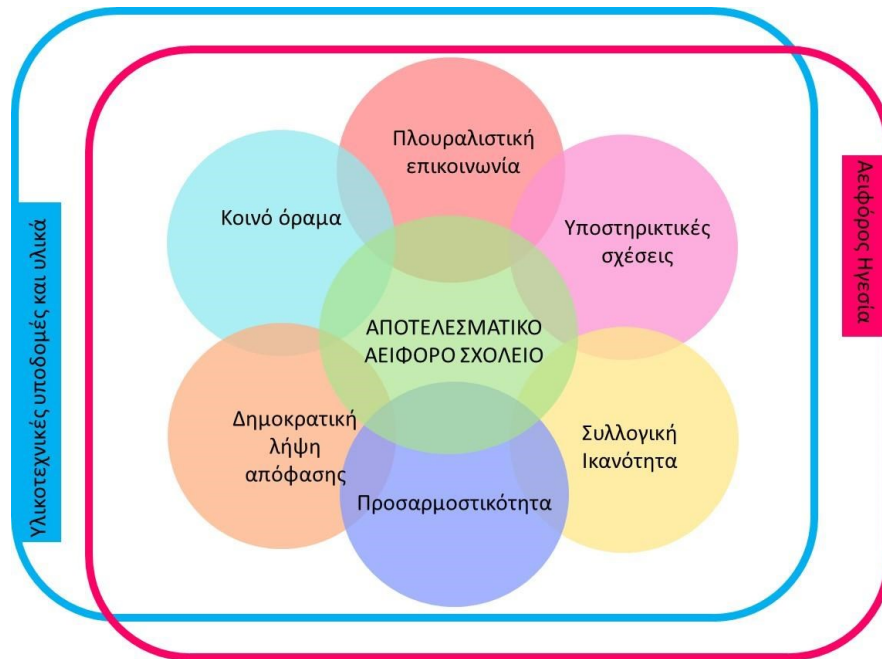 Πλουραλιστική
επικοινωνία
Κοινό όραμα
Υποστηρικτικές
σχέσεις
ΑΠΟΤΕΛΕΣΜΑΤΙΚΟ
ΑΕΙΦΟΡΟ ΣΧΟΛΕΙΟ
Δημοκρατική
λήψη
απόφασης
Συλλογική
Ικανότητα
Προσαρμοστικότητα
Υλικοτεχνικές υποδομές και υλικά
Αειφόρος Ηγεσία